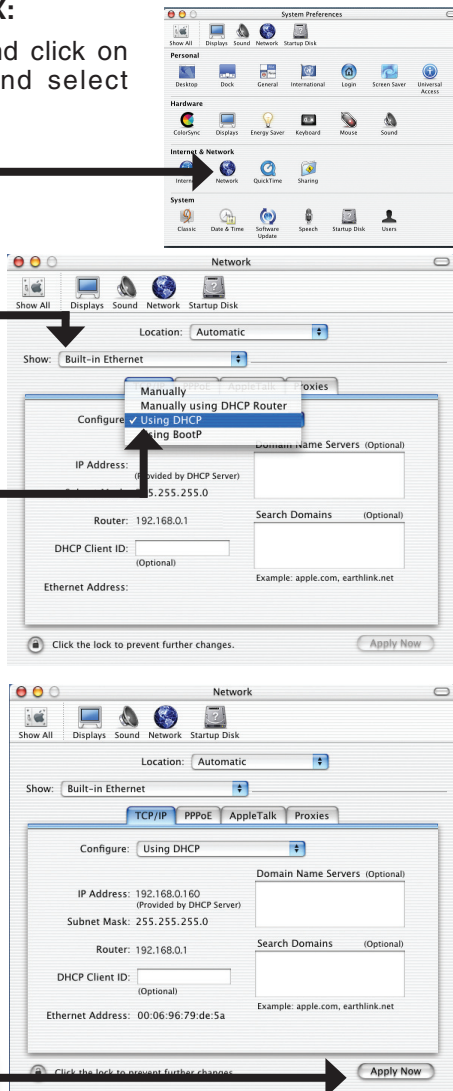 X:
nd click on
nd select
System Preferences
Show All Displays Sound Network Startup Disk
Personal
Desktop Dock General International Login Screen Saver Universal
Access
Hardware
ColorSync Displays Energy Saver Keyboard Mouse Sound
Internet & Network
Internet Network QuickTime Sharing
System
Classic Date & Time Software Speech Startup Disk Users
Update
Network
Show All Displays Sound Network Startup Disk
Location: Automatic
Show: Built-in Ethernet
AppleTalk Proxies
Manually
Manually using DHCP Router
Configure ✓ Using DHCP
Using BootP
Domain Name Servers (Optional)
IP Address:
(Provided by DHCP Server)
5.255.255.0
Router: 192.168.0.1
Search Domains (Optional)
DHCP Client ID:
(Optional)
Example: apple.com, earthlink.net
Ethernet Address:
Click the lock to prevent further changes.
Apply Now
Network
Show All Displays Sound Network Startup Disk
Location: Automatic
Show: Built-in Ethernet
TCP/IP PPPoE AppleTalk Proxies
Configure: Using DHCP
Domain Name Servers (Optional)
IP Address: 192.168.0.160
(Provided by DHCP Server)
Subnet Mask: 255.255.255.0
Router: 192.168.0.1
Search Domains (Optional)
DHCP Client ID:
(Optional)
Example: apple.com, earthlink.net
Ethernet Address: 00:06:96:79:de:5a
Click the lock to prevent further changes.
Apply Now